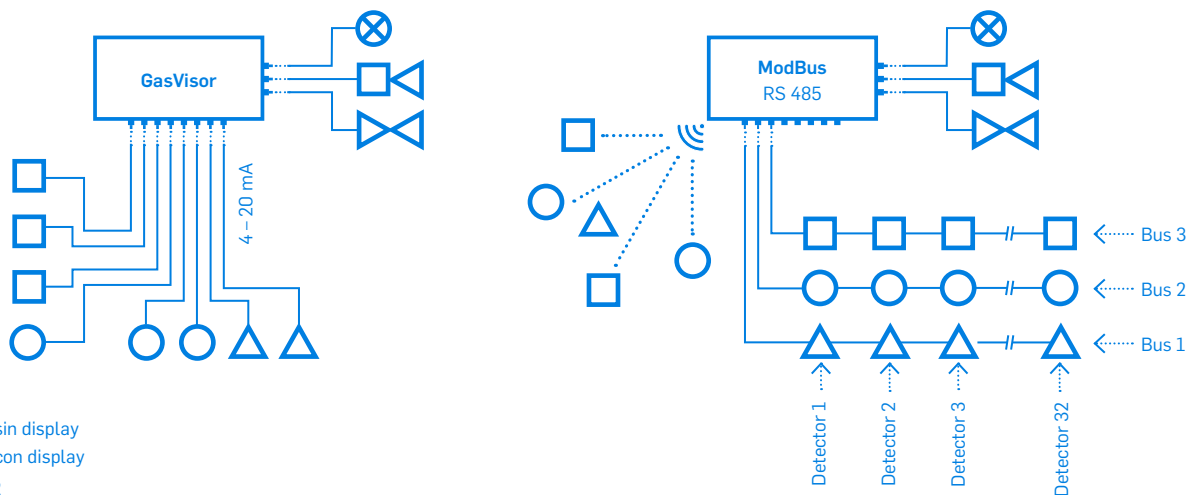 GasVisor
4 – 20 mA
ModBus
RS 485
Bus 3
Bus 2
Bus 1
Detector 1
Detector 2
Detector 3
Detector 32
sin display
con display